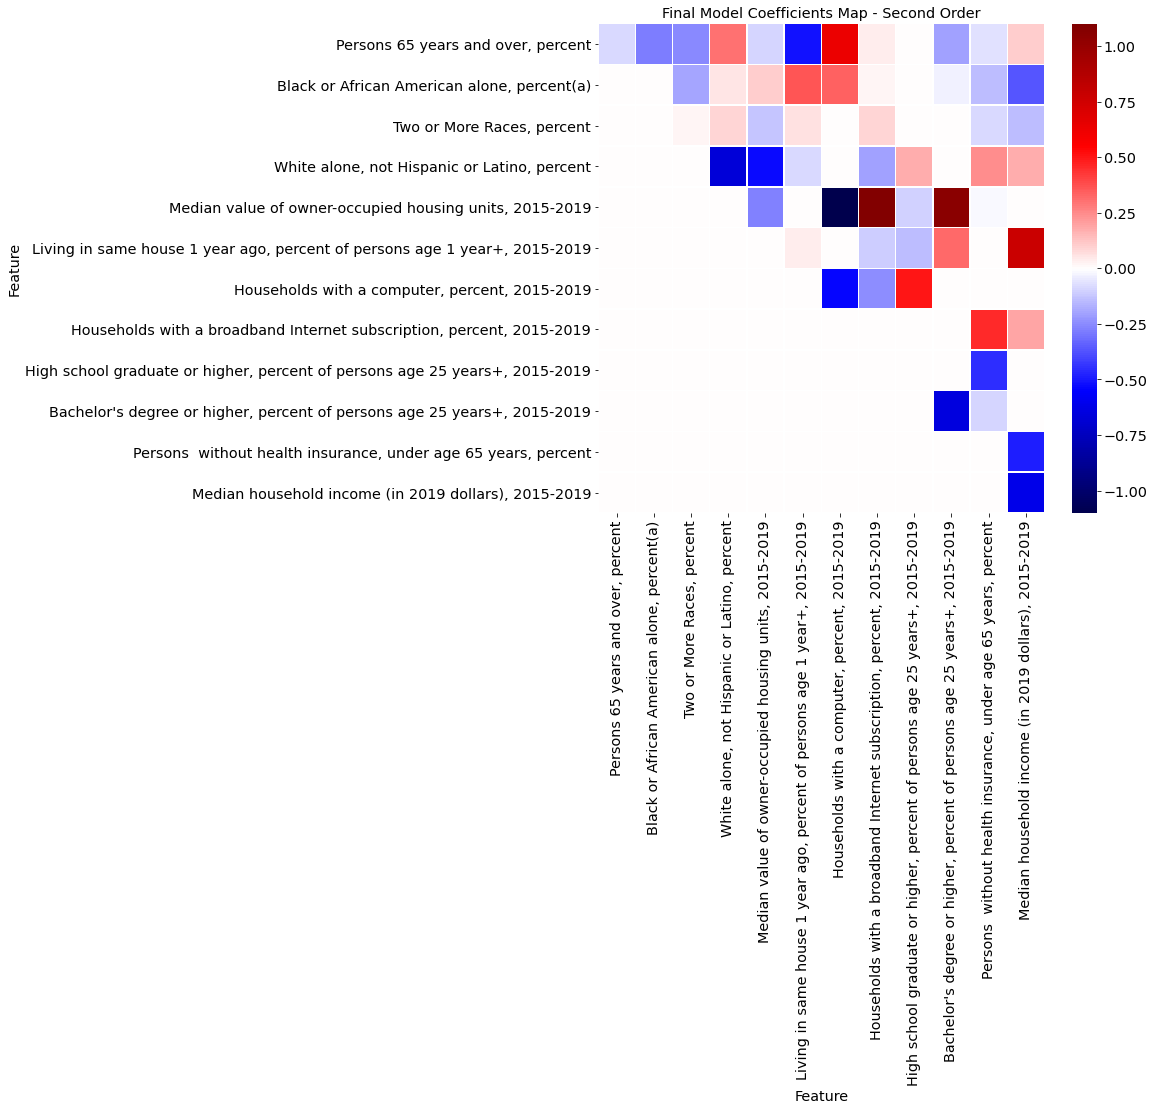 Final Model Coefficients Map - Second Order
Persons 65 years and over, percent
Black or African American alone, percent(a)
Two or More Races, percent
White alone, not Hispanic or Latino, percent
Median value of owner-occupied housing units, 2015-2019
Living in same house 1 year ago, percent of persons age 1 year+, 2015-2019
Households with a computer, percent, 2015-2019
Households with a broadband Internet subscription, percent, 2015-2019
High school graduate or higher, percent of persons age 25 years+, 2015-2019
Bachelor's degree or higher, percent of persons age 25 years+, 2015-2019
Persons  without health insurance, under age 65 years, percent
Median household income (in 2019 dollars), 2015-2019
Feature
Persons 65 years and over, percent
Black or African American alone, percent(a)
Two or More Races, percent
White alone, not Hispanic or Latino, percent
Median value of owner-occupied housing units, 2015-2019
Living in same house 1 year ago, percent of persons age 1 year+, 2015-2019
Households with a computer, percent, 2015-2019
Households with a broadband Internet subscription, percent, 2015-2019
High school graduate or higher, percent of persons age 25 years+, 2015-2019
Bachelor's degree or higher, percent of persons age 25 years+, 2015-2019
Persons  without health insurance, under age 65 years, percent
Median household income (in 2019 dollars), 2015-2019
Feature
1.00
0.75
0.50
0.25
0.00
−0.25
−0.50
−0.75
−1.00